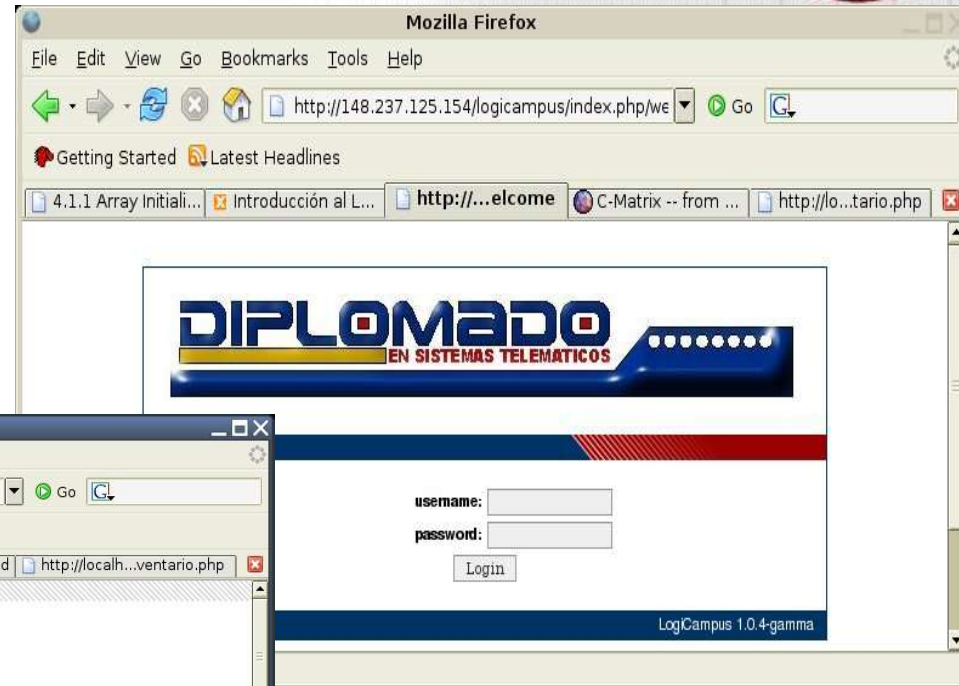 Mozilla Firefox
File Edit View Go Bookmarks Tools Help
http://148.237.125.154/logicampus/index.php/we Go G
Getting Started Latest Headlines
4.1.1 Array Initiali... Introducción al L... http://...elcome C-Matrix -- from ... http://lo...tario.php
DIPLOMADO
EN SISTEMAS TELEMATICOS
username:
password:
Login
LogiCampus 1.0.4-gamma
Go G
d http://localh...ventario.php